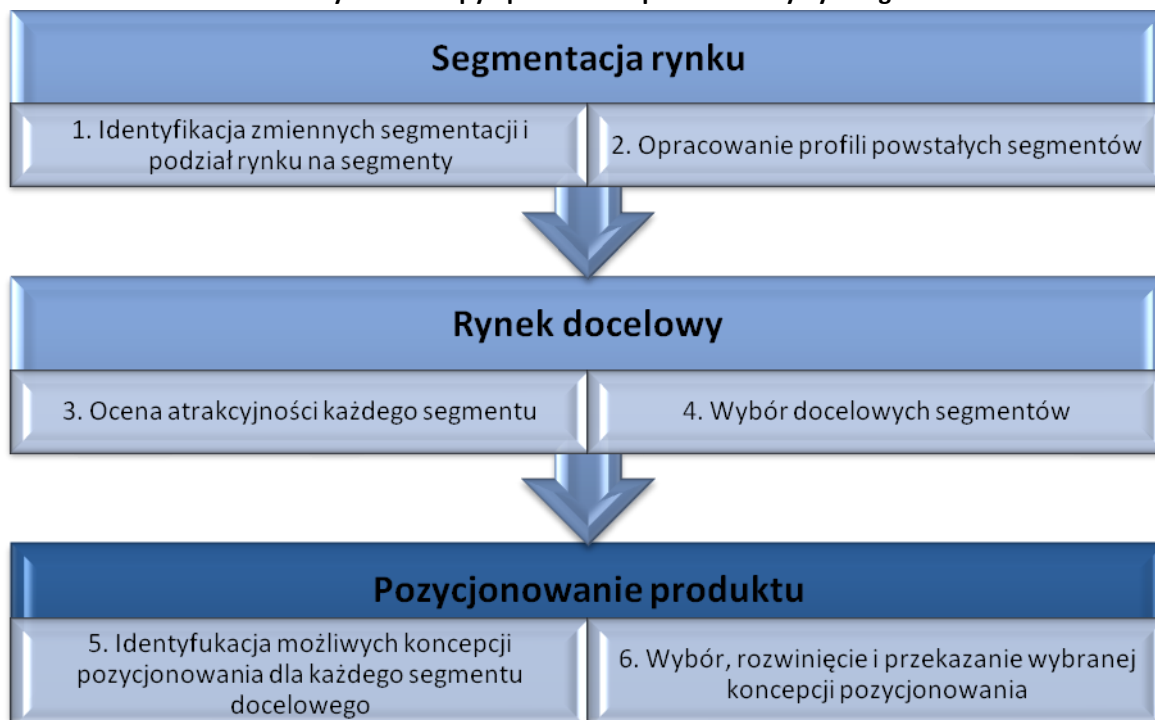 Segmentacja rynku
1. Identyfikacja zmiennych segmentacji i
podział rynku na segmenty
2. Opracowanie profili powstałych segmentów
Rynek docelowy
3. Ocena atrakcyjności każdego segmentu
4. Wybór docelowych segmentów
Pozycjonowanie produktu
5. Identyfukacja możliwych koncepcji
pozycjonowania dla każdego segmentu
docelowego
6. Wybór, rozwinięcie i przekazanie wybranej
koncepcji pozycjonowania